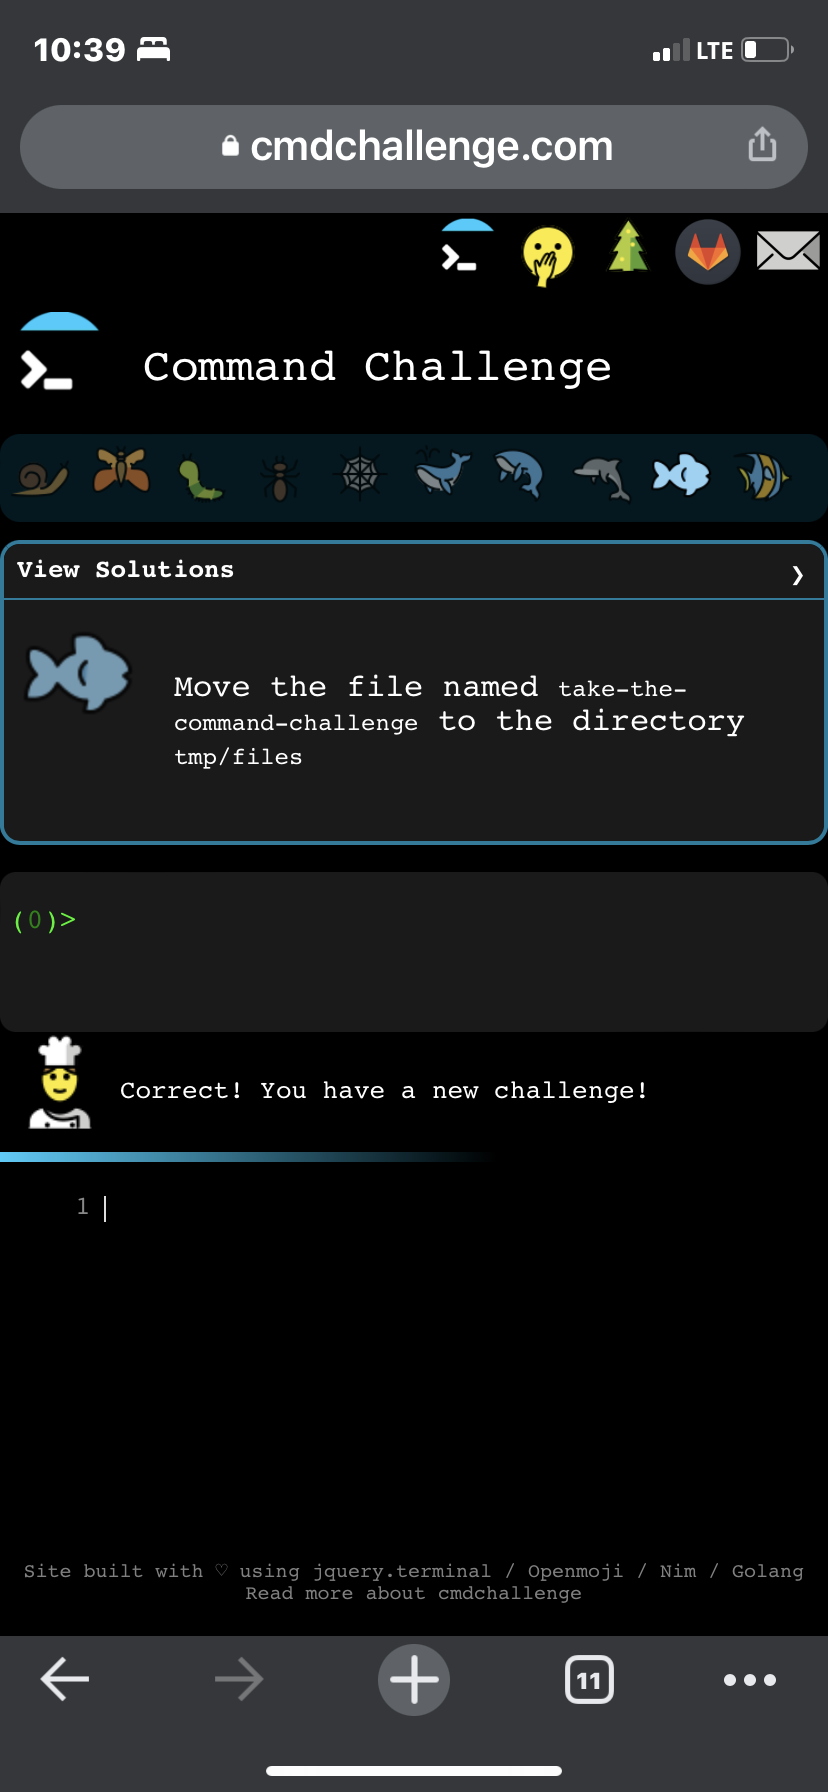 10:39
LTE
cmdchallenge.com
Command Challenge
View Solutions
Move the file named take-the-
command-challenge to the directory
tmp/files
(0)>
Correct! You have a new challenge!
1
Site built with ♡ using jquery.terminal / Openmoji / Nim / Golang
Read more about cmdchallenge
11